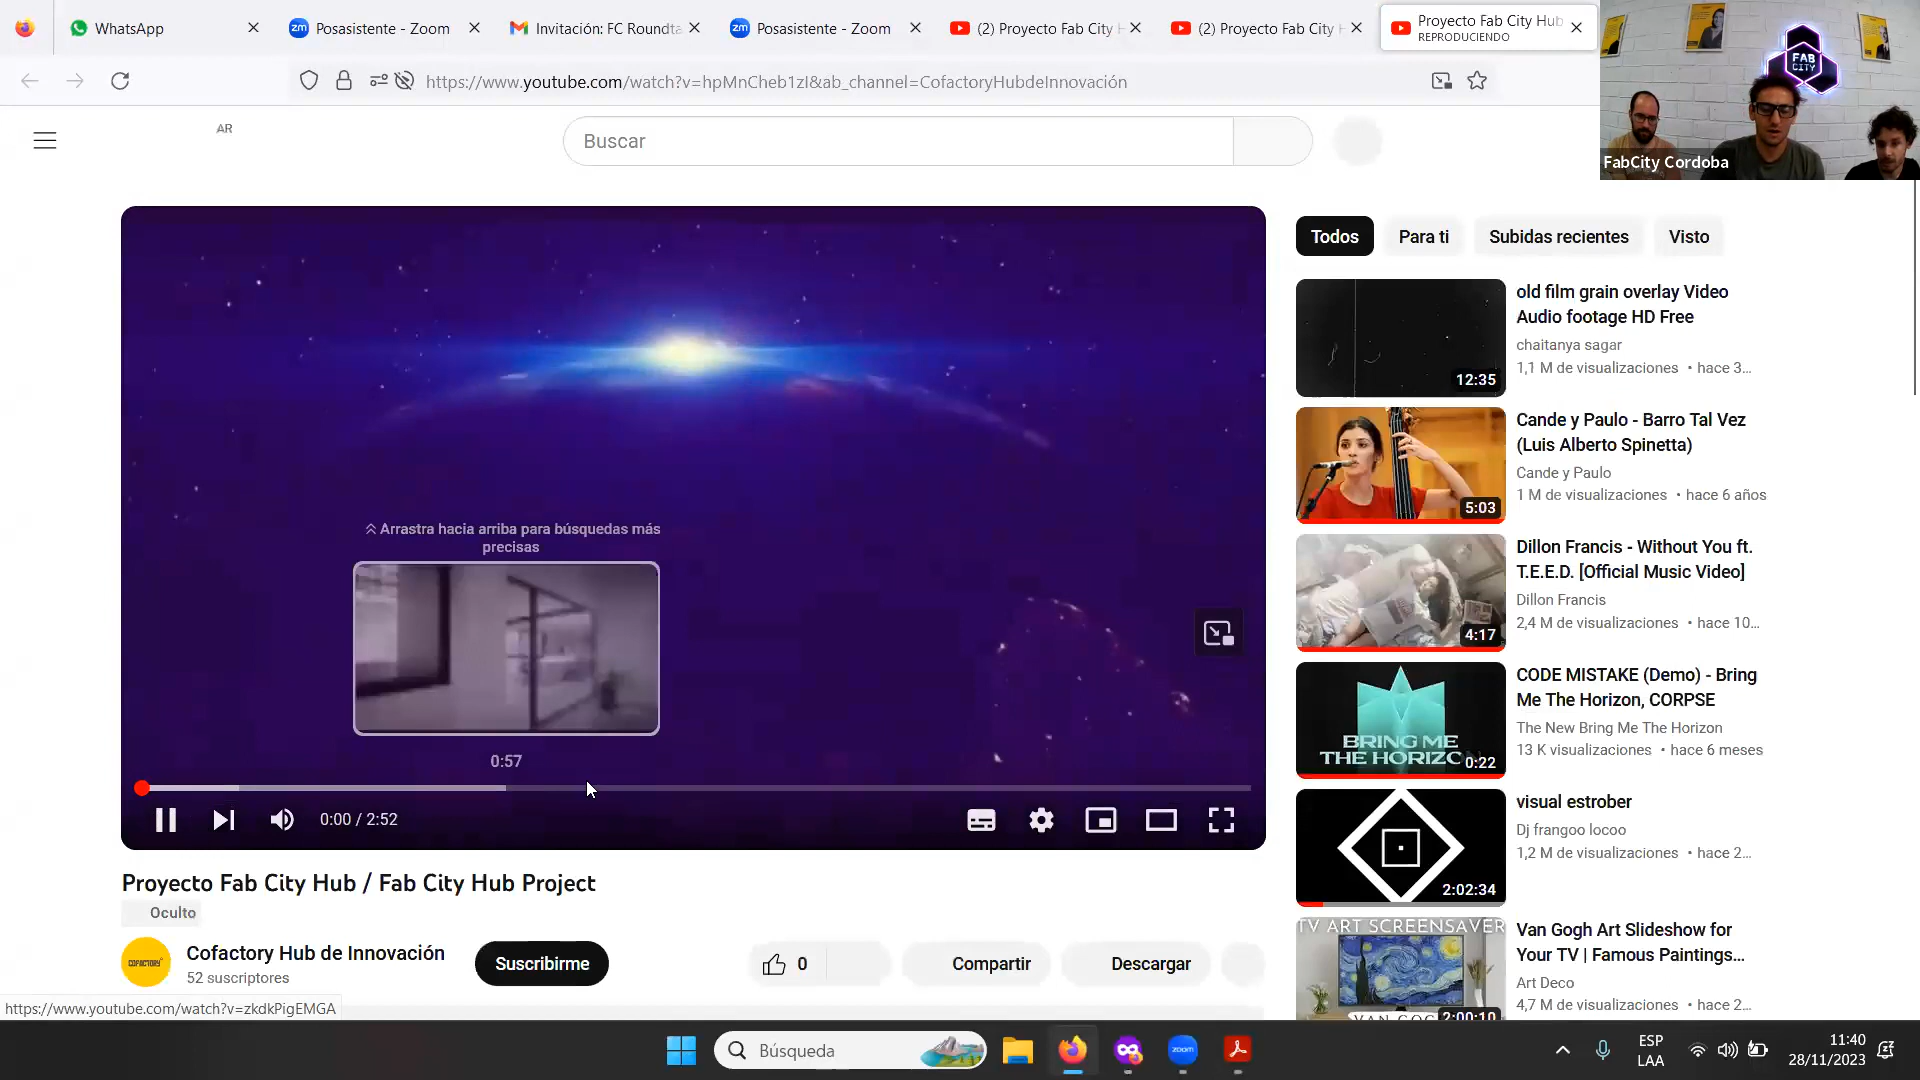 WhatsApp
Posasistente - Zoom
Invitación: FC Roundta
Posasistente - Zoom
(2) Proyecto Fab City H
(2) Proyecto Fab City H
Proyecto Fab City Hub
REPRODUCIENDO
https://www.youtube.com/watch?v=hpMnCheb1zI&ab_channel=CofactoryHubdeInnovación
FAB
CITY
FabCity Cordoba
AR
Buscar
Arrastra hacia arriba para búsquedas más
precisas
0:57
0:00 / 2:52
Proyecto Fab City Hub / Fab City Hub Project
Oculto
COFACTORY
Cofactory Hub de Innovación
52 suscriptores
Suscribirme
0
Compartir
Descargar
https://www.youtube.com/watch?v=zkdkPigEMGA
Todos
Para ti
Subidas recientes
Visto
12:35
old film grain overlay Video
Audio footage HD Free
chaitanya sagar
1,1 M de visualizaciones • hace 3...
5:03
Cande y Paulo - Barro Tal Vez
(Luis Alberto Spinetta)
Cande y Paulo
1 M de visualizaciones • hace 6 años
4:17
Dillon Francis - Without You ft.
T.E.E.D. [Official Music Video]
Dillon Francis
2,4 M de visualizaciones • hace 10...
BRING ME
THE HORIZO
0:22
CODE MISTAKE (Demo) - Bring
Me The Horizon, CORPSE
The New Bring Me The Horizon
13 K visualizaciones • hace 6 meses
2:02:34
visual estrober
Dj frangoo locoo
1,2 M de visualizaciones • hace 2...
TV ART SCREENSAVER
VAN GOG
2:00:10
Van Gogh Art Slideshow for
Your TV | Famous Paintings...
Art Deco
4,7 M de visualizaciones • hace 2...
Búsqueda
zoom
ESP
LAA
11:40
28/11/2023